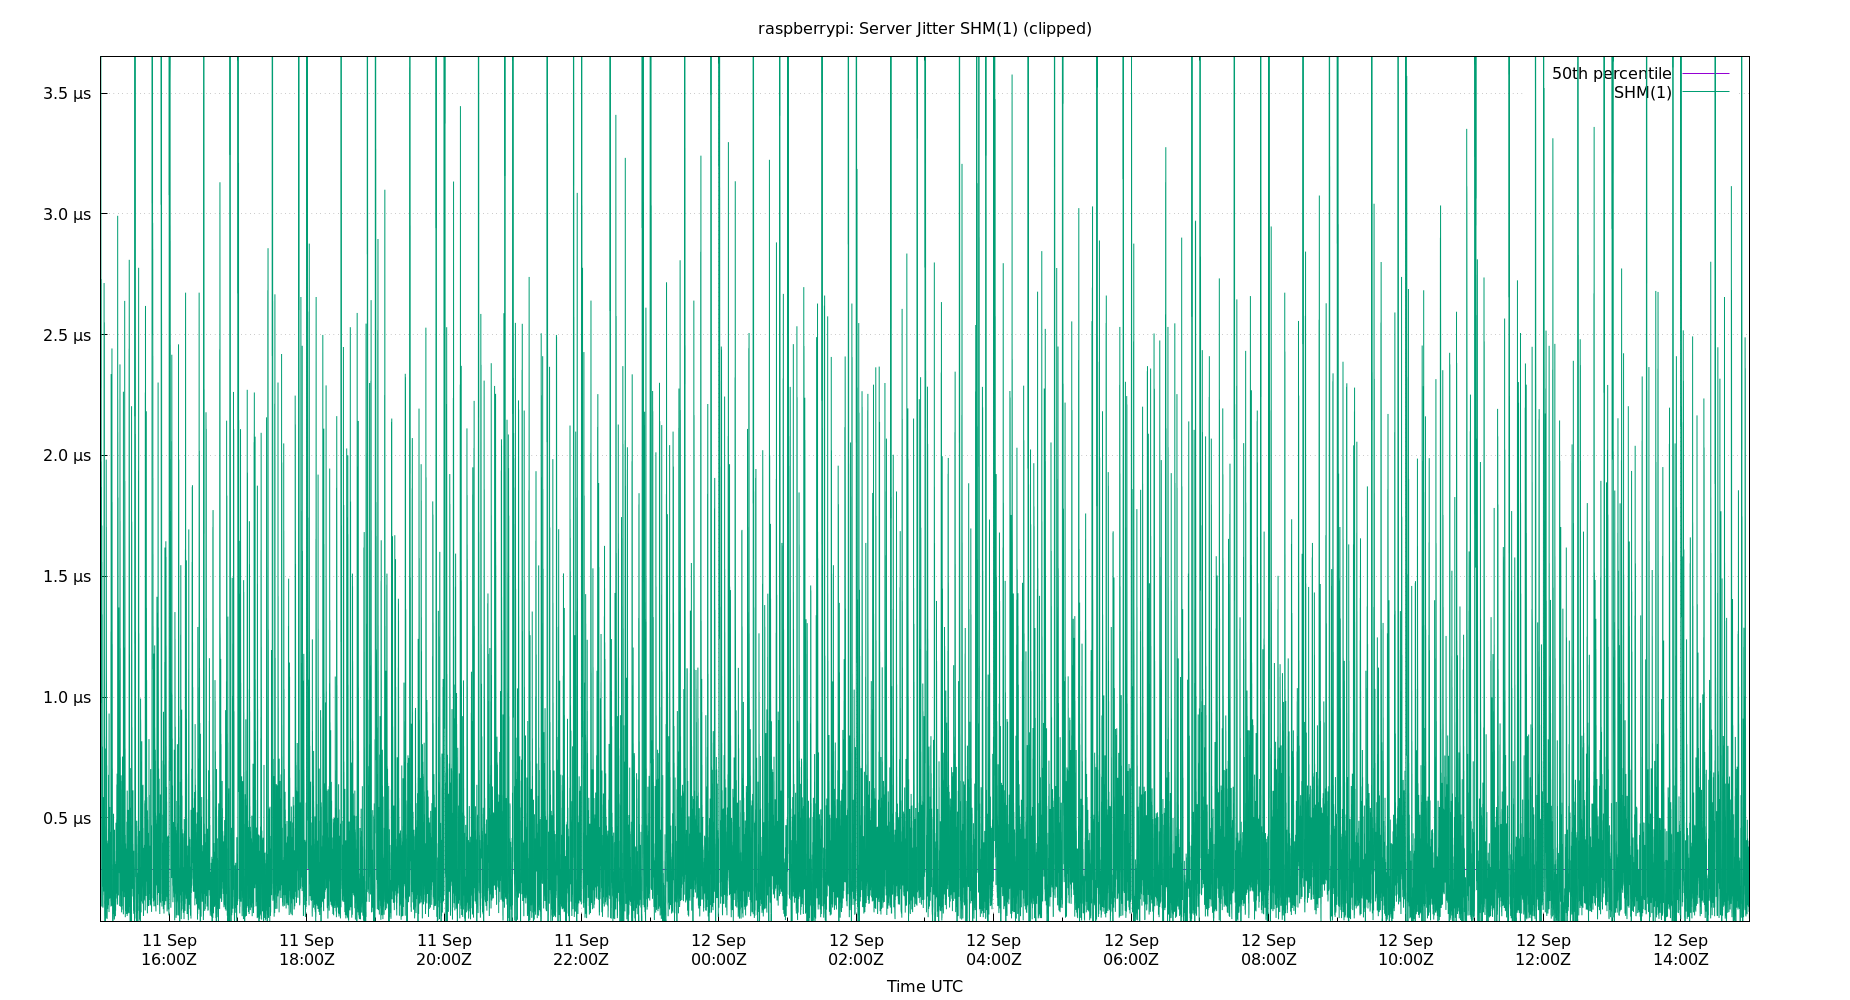 raspberrypi: Server Jitter SHM(1) (clipped)
50th percentile
SHM(1)
3.5 µs
3.0 µs
2.5 µs
2.0 µs
1.5 µs
1.0 µs
0.5 µs
11 Sep 11 Sep 11 Sep 11 Sep 12 Sep 12 Sep 12 Sep 12 Sep 12 Sep 12 Sep 12 Sep 12 Sep
16:00Z 18:00Z 20:00Z 22:00Z 00:00Z 02:00Z 04:00Z 06:00Z 08:00Z 10:00Z 12:00Z 14:00Z
Time UTC